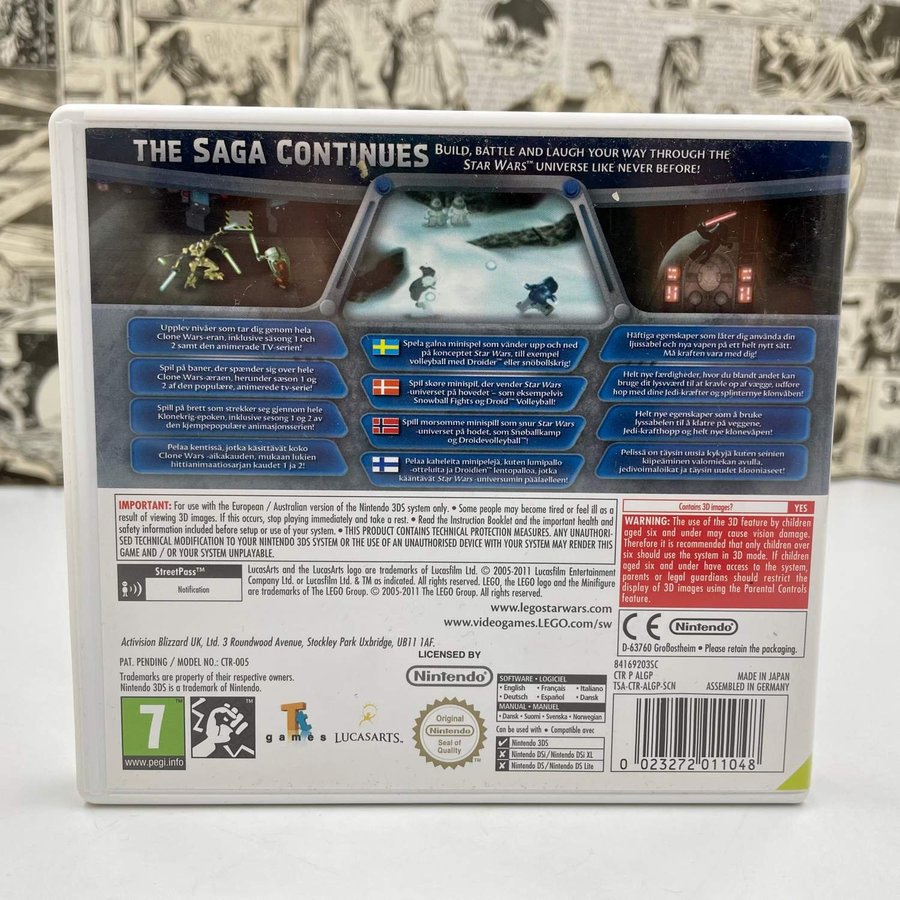 THE SAGA CONTINUES BUILD, BATTLE AND LAUGH YOUR WAY THROUGH THE
STAR WARS™ UNIVERSE LIKE NEVER BEFORE!
Upplev nivåer som tar dig genom hela
Clone Wars-eran, inklusive säsong 1 och
2 samt den animerade TV-serien!
Spil på baner, der spænder sig over hele
Clone Wars-æraen, herunder sæson 1 og
2 af den populære, animerede tv-serie!
Spill på brett som strekker seg gjennom hele
Klonekrig-epoken, inklusive sesong 1 og 2
av den kjempepopulære animasjonsserien!
Pelaa kentissä, jotka käsittävät koko
Clone Wars -aikakauden, mukaan lukien
hittianimaatiosarjan kaudet 1 ja 2!
Spela galna minispel som vänder upp och ned
på konceptet Star Wars, till exempel
volleyball med Droider™ eller snöbollskrig!
Spill skøre minispil, der vender Star Wars
-universet på hovedet – som eksempelvis
Snowball Fights og Droid™ Volleyball!
Spill morsomme minispill som snur Star Wars
-universet på hodet, som Snøballkamp
og Droidevolleyball™!
Pelaa kaheleita minipelejä, kuten lumipallo
-otteluita ja Droidien™ lentopalloa, jotka
kääntävät Star Wars-universumin päälaelleen!
Häftiga egenskaper som låter dig använda din
ljussabel och nya vapen på ett helt nytt sätt.
Må kraften vara med dig!
Helt nye færdigheder, hvor du blandt andet kan
bruge dit lyssværd til at kravle op af vægge, udføre
hop med dine Jedi-kræfter og splinternye klonvåben!
Helt nye egenskaper som å bruke
lyssabelen til å klatre på veggene,
Jedi-krafthopp og helt nye klonevåpen!
Pelissä on täysin uusia kykyjä kuten seinien
kiipeäminen valomiekan avulla,
jedivoimaloikat ja täysin uudet klooniaseet!
IMPORTANT: For use with the European / Australian version of the Nintendo 3DS system only. • Some people may become tired or feel ill as a
result of viewing 3D images. If this occurs, stop playing immediately and take a rest. • Read the Instruction Booklet and the important health and
safety information included before setup or use of your system. • THIS PRODUCT CONTAINS TECHNICAL PROTECTION MEASURES. ANY UNAUTHORI-
SED TECHNICAL MODIFICATION TO YOUR NINTENDO 3DS SYSTEM OR THE USE OF AN UNAUTHORISED DEVICE WITH YOUR SYSTEM MAY RENDER THIS
GAME AND / OR YOUR SYSTEM UNPLAYABLE.
Contains 3D images? YES
WARNING: The use of the 3D feature by children
aged six and under may cause vision damage.
Therefore it is recommended that only children over
six should use the system in 3D mode. If children
aged six and under have access to the system,
parents or legal guardians should restrict the
display of 3D images using the Parental Controls
feature.
StreetPass™
Notification
LucasArts and the LucasArts logo are trademarks of Lucasfilm Ltd. © 2005-2011 Lucasfilm Entertainment
Company Ltd. or Lucasfilm Ltd. & TM as indicated. All rights reserved. LEGO, the LEGO logo and the Minifigure
are trademarks of The LEGO Group. © 2005-2011 The LEGO Group. All rights reserved.
www.legostarwars.com
www.videogames.LEGO.com/sw
CE Nintendo
D-63760 Großostheim • Please retain the packaging.
Activision Blizzard UK, Ltd. 3 Roundwood Avenue, Stockley Park Uxbridge, UB11 1AF.
PAT. PENDING / MODEL NO.: CTR-005
Trademarks are property of their respective owners.
Nintendo 3DS is a trademark of Nintendo.
LICENSED BY
Nintendo
7
www.pegi.info
Tt
games
LUCASARTS™
Original
Nintendo
Seal of
Quality
SOFTWARE • LOGICIEL
• English • Français • Italiano
• Deutsch • Español • Dansk
MANUAL • MANUEL
• Dansk • Suomi • Svenska • Norwegian
Can be used with • Compatible avec
Nintendo 3DS
Nintendo DSi/Nintendo DSi XL
Nintendo DS/Nintendo DS Lite
84169203SC
CTR P ALGP
TSA-CTR-ALGP-SCN
MADE IN JAPAN
ASSEMBLED IN GERMANY
0 023272 011048